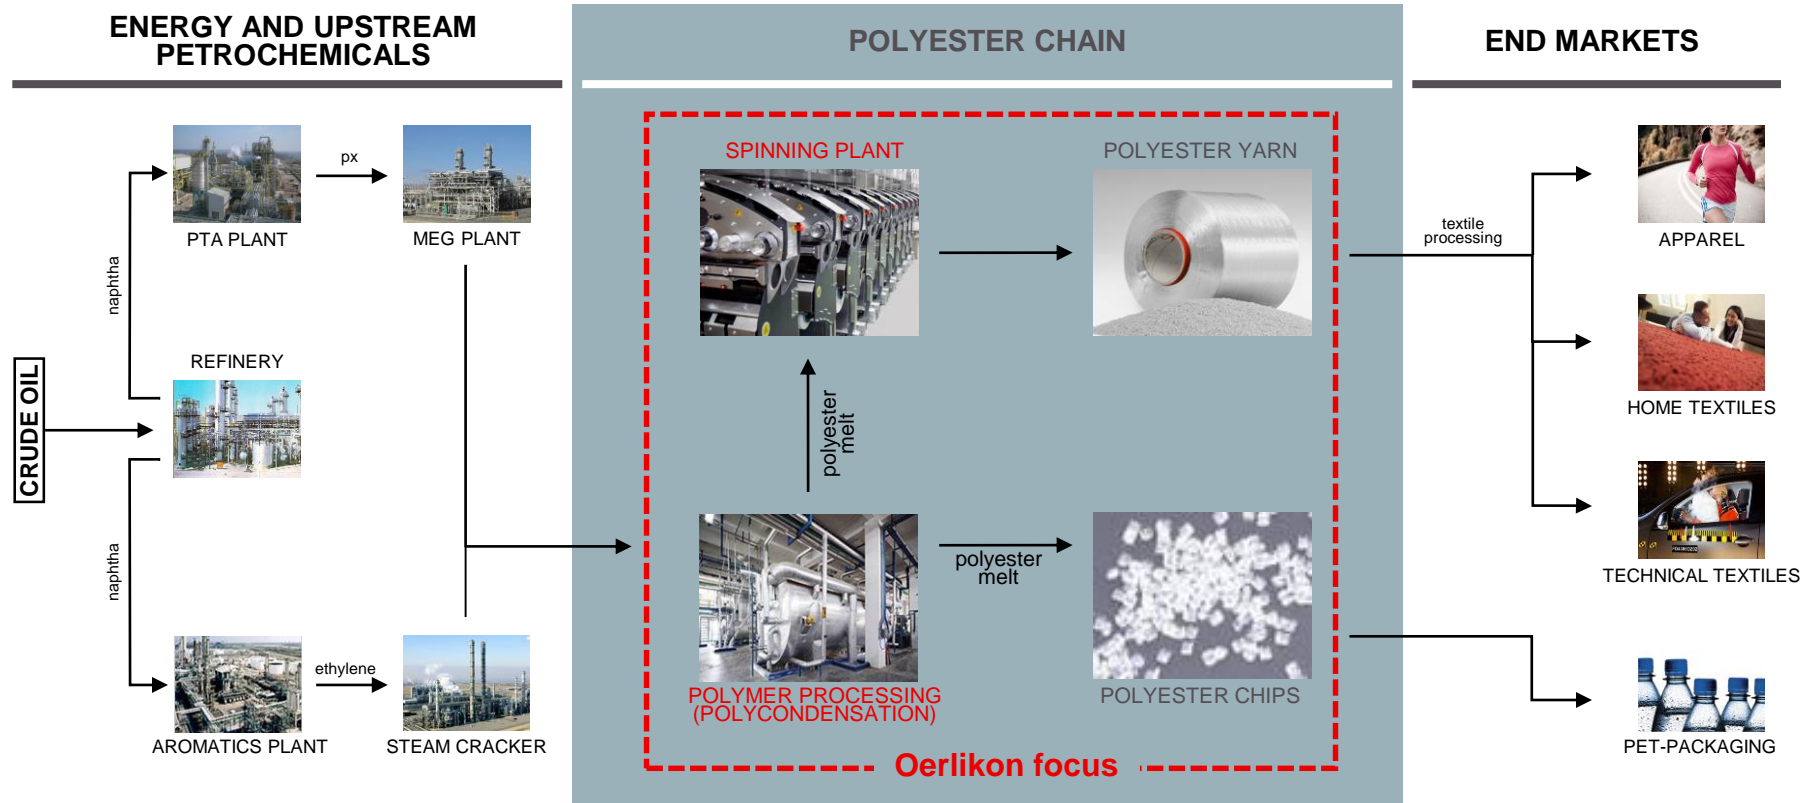 ENERGY AND UPSTREAM
PETROCHEMICALS
POLYESTER CHAIN
END MARKETS
px
PTA PLANT
MEG PLANT
naphtha
REFINERY
CRUDE OIL
naphtha
ethylene
AROMATICS PLANT
STEAM CRACKER
SPINNING PLANT
POLYESTER YARN
polyester
melt
polyester
melt
POLYMER PROCESSING
(POLYCONDENSATION)
POLYESTER CHIPS
Oerlikon focus
textile
processing
APPAREL
HOME TEXTILES
TECHNICAL TEXTILES
PET-PACKAGING